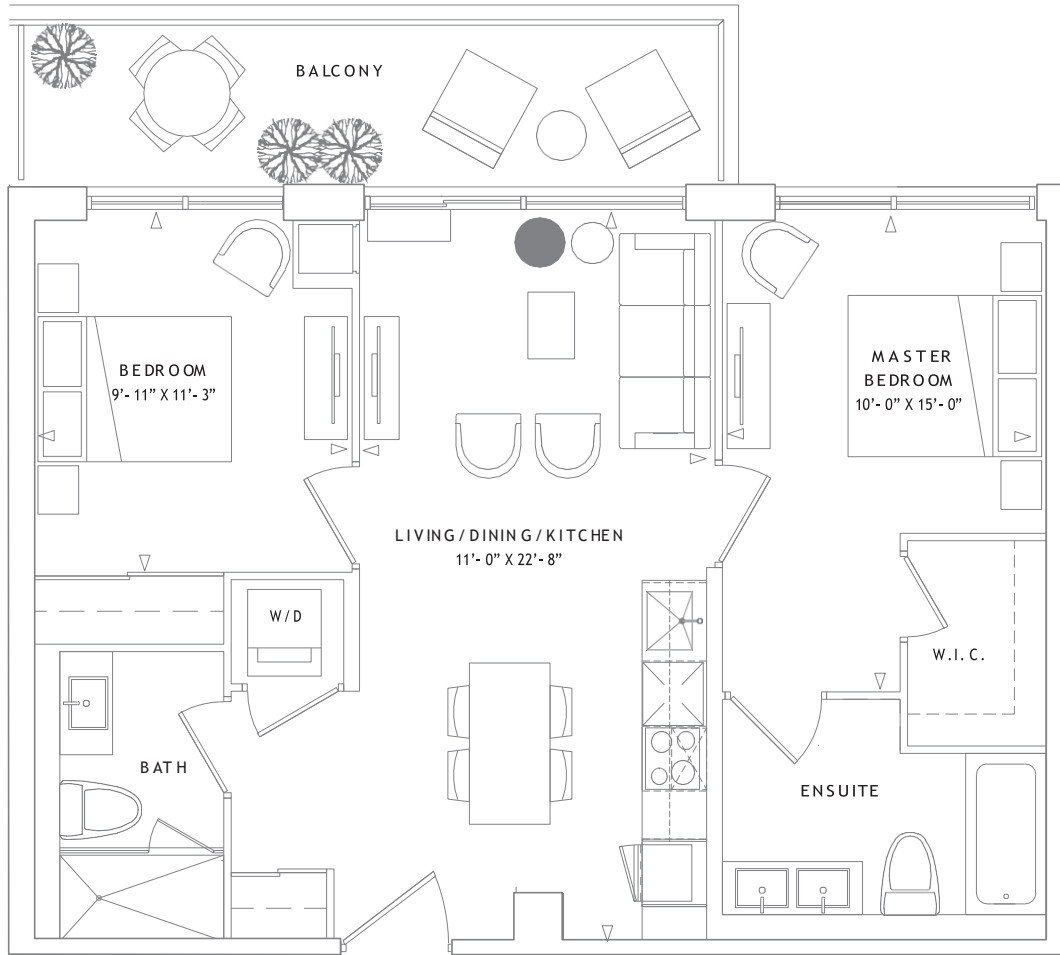 BALCONY
BEDROOM
9'- 11” X 11'- 3”
MASTER
BEDROOM
10'- 0” X 15'- 0”
LIVING/DINING/KITCHEN
11'- 0” X 22'- 8”
W/D
W.I.C.
BATH
ENSUITE